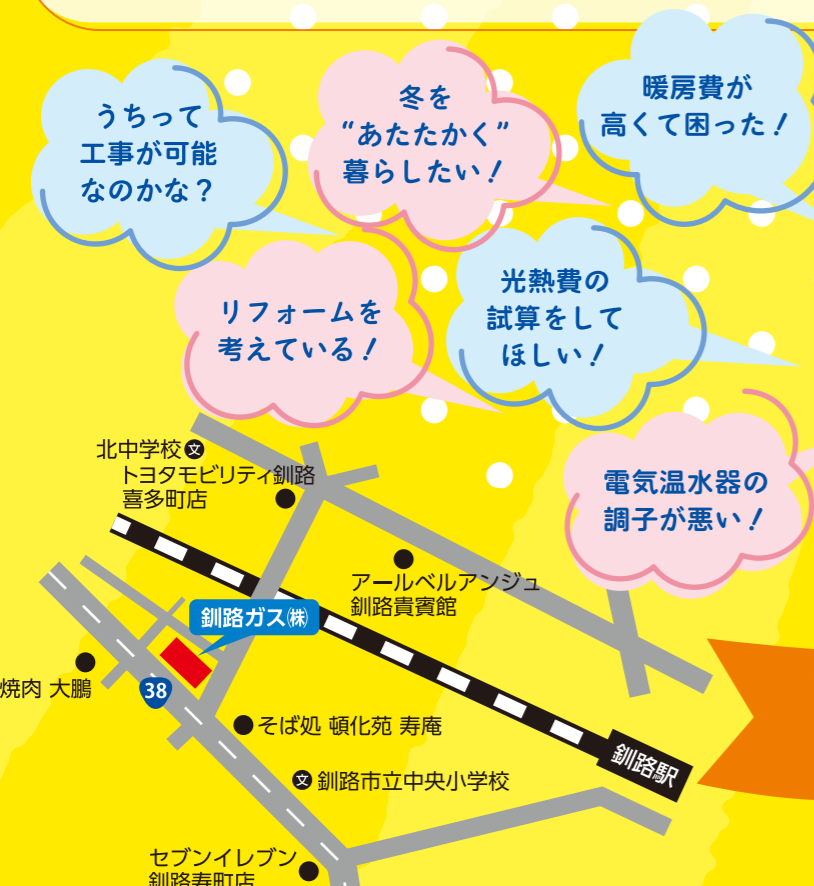 うちって
工事が可能
なのかな?
冬を
“あたたかく”
暮らしたい!
暖房費が
高くて困った!
リフォームを
考えている!
光熱費の
試算をして
ほしい!
電気温水器の
調子が悪い!
北中学校
文
トヨタモビリティ釧路
喜多町店
アールベルアンジュ
釧路貴賓館
釧路ガス㈱
焼肉 大鵬
38
そば処 頓化苑 寿庵
釧路駅
文
釧路市立中央小学校
セブンイレブン
釧路寿町店